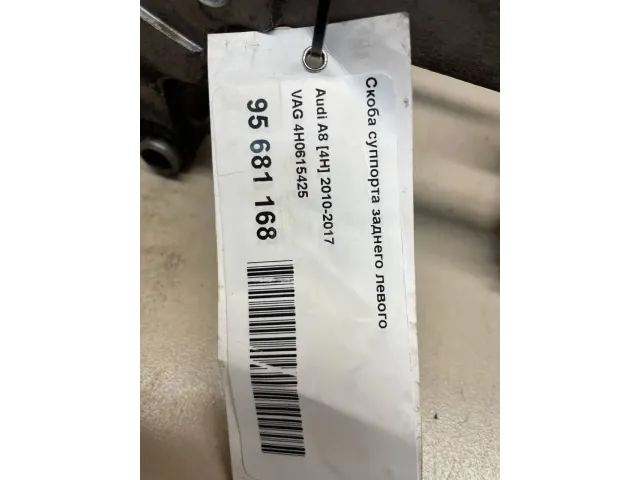 Скоба суппорта заднего левого
Audi A8 [4H] 2010-2017
VAG 4H0615425
95 681 168